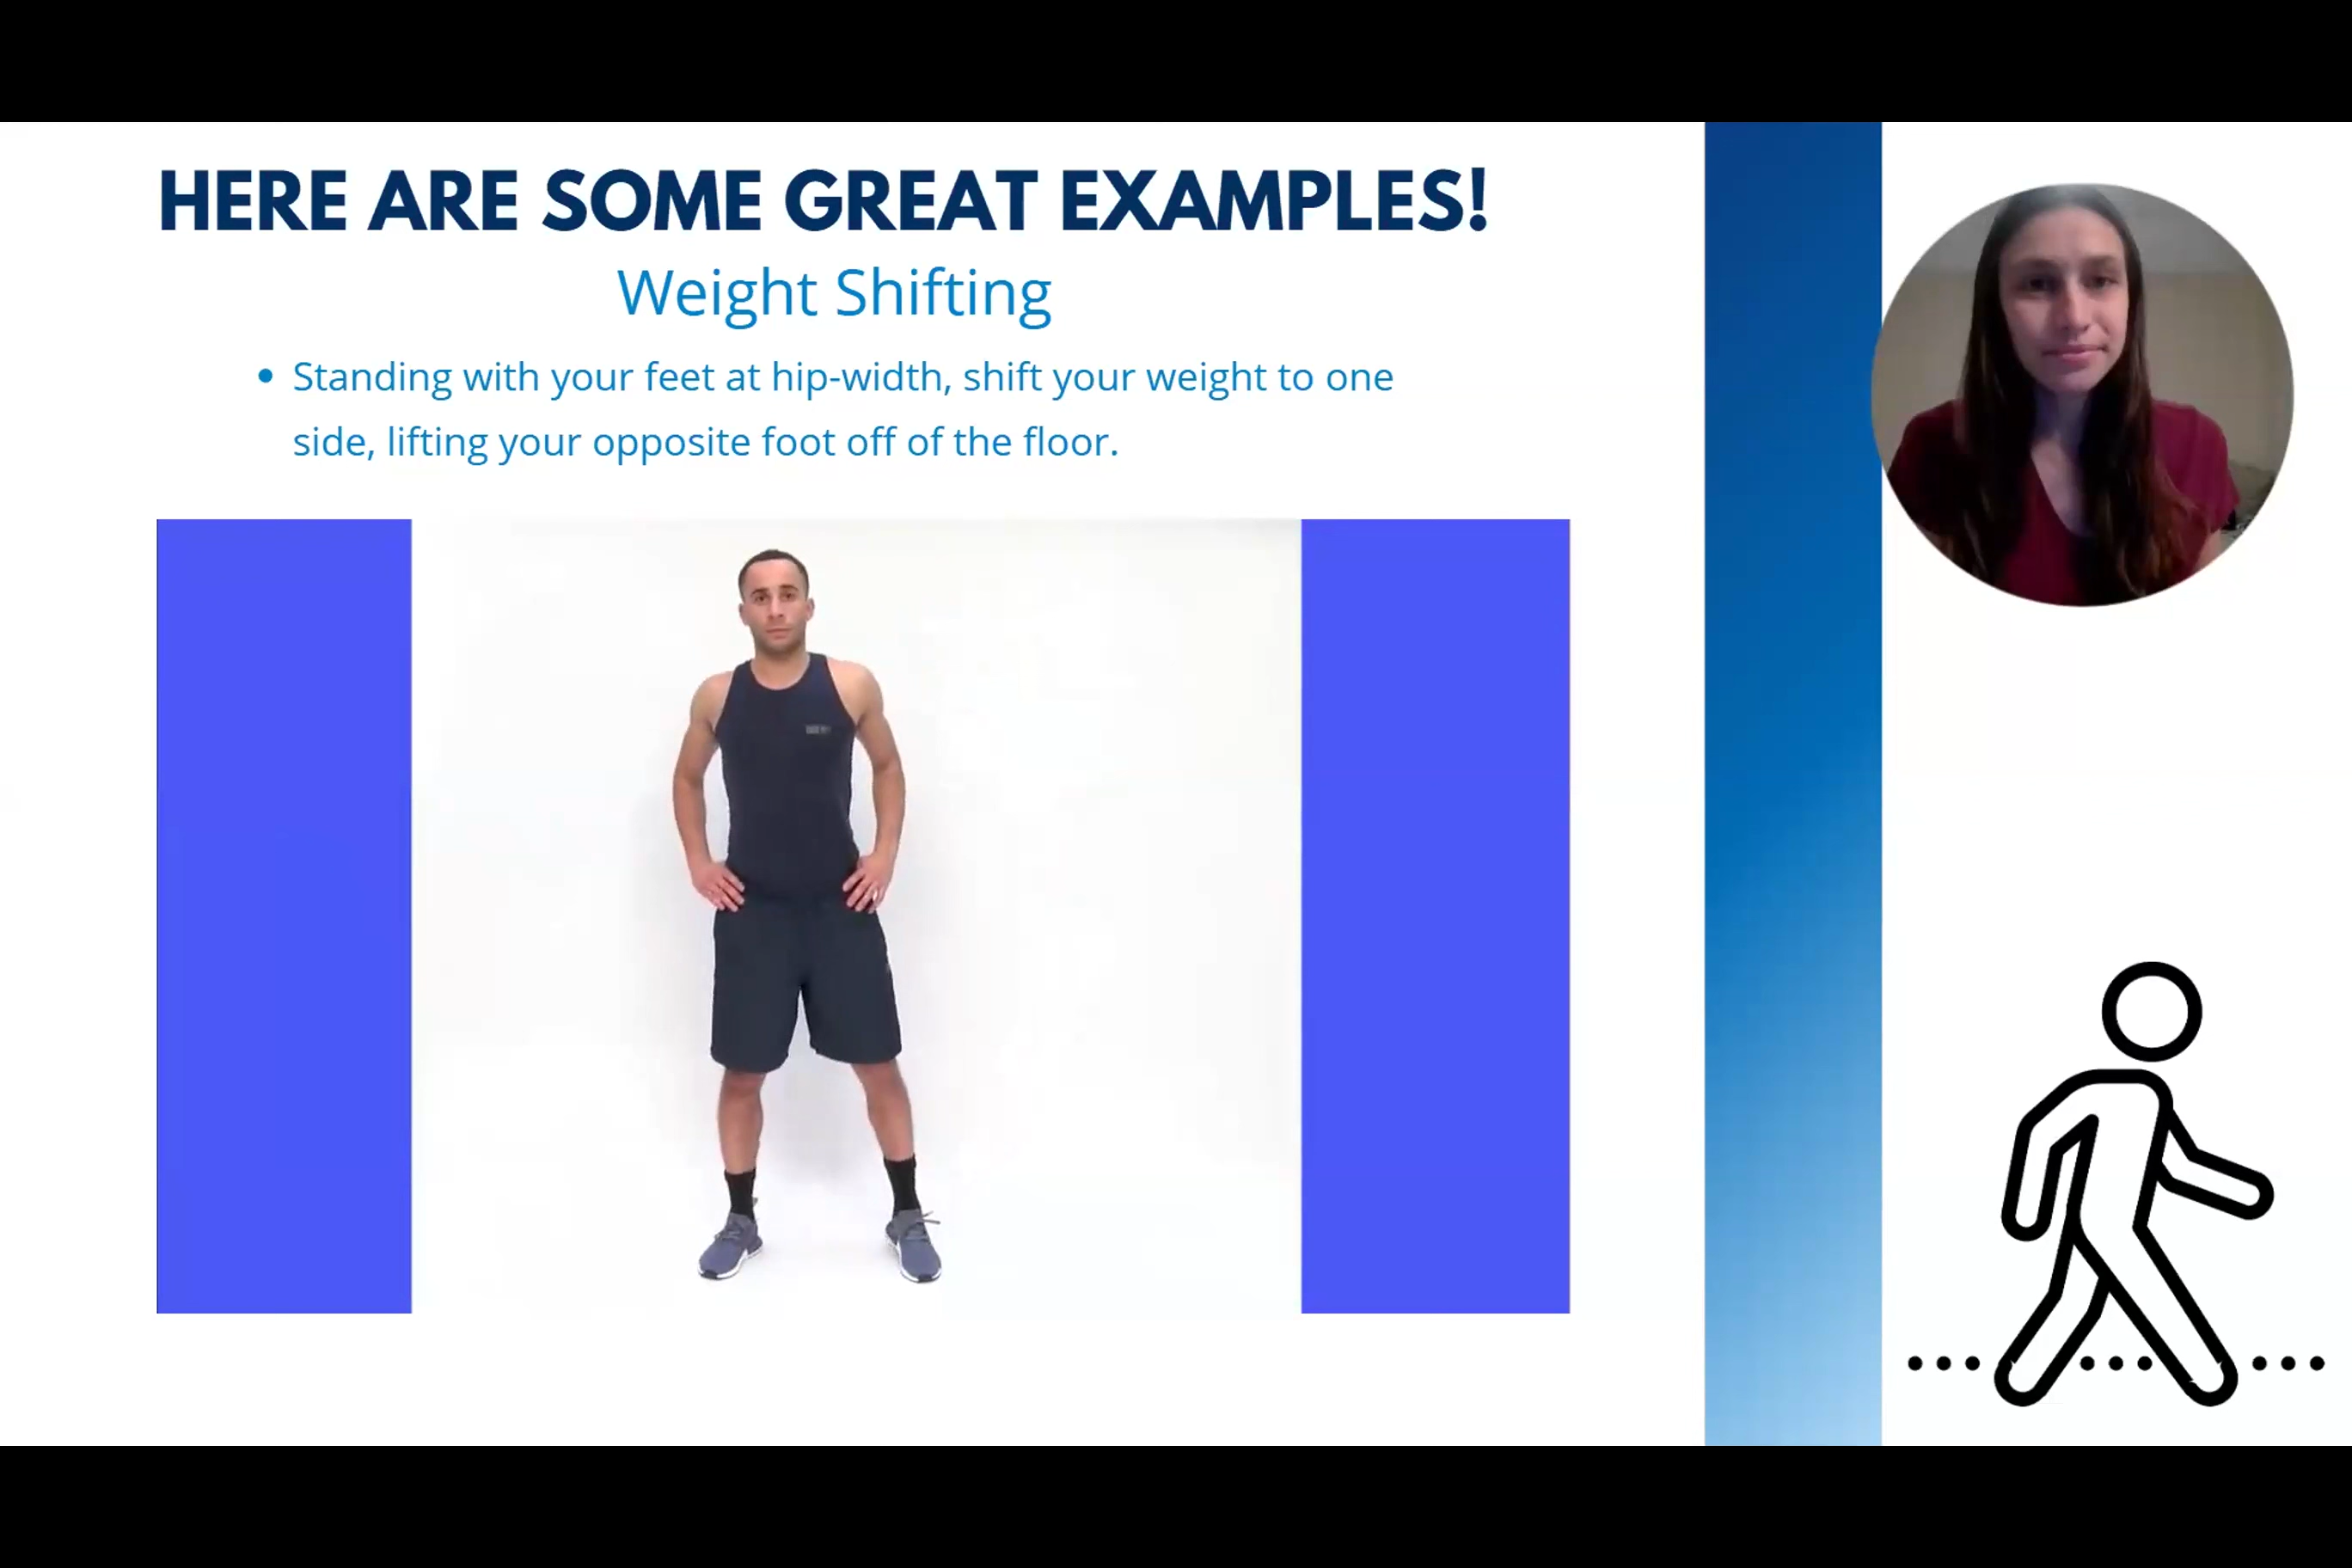 HERE ARE SOME GREAT EXAMPLES!
Weight Shifting
• Standing with your feet at hip-width, shift your weight to one
side, lifting your opposite foot off of the floor.